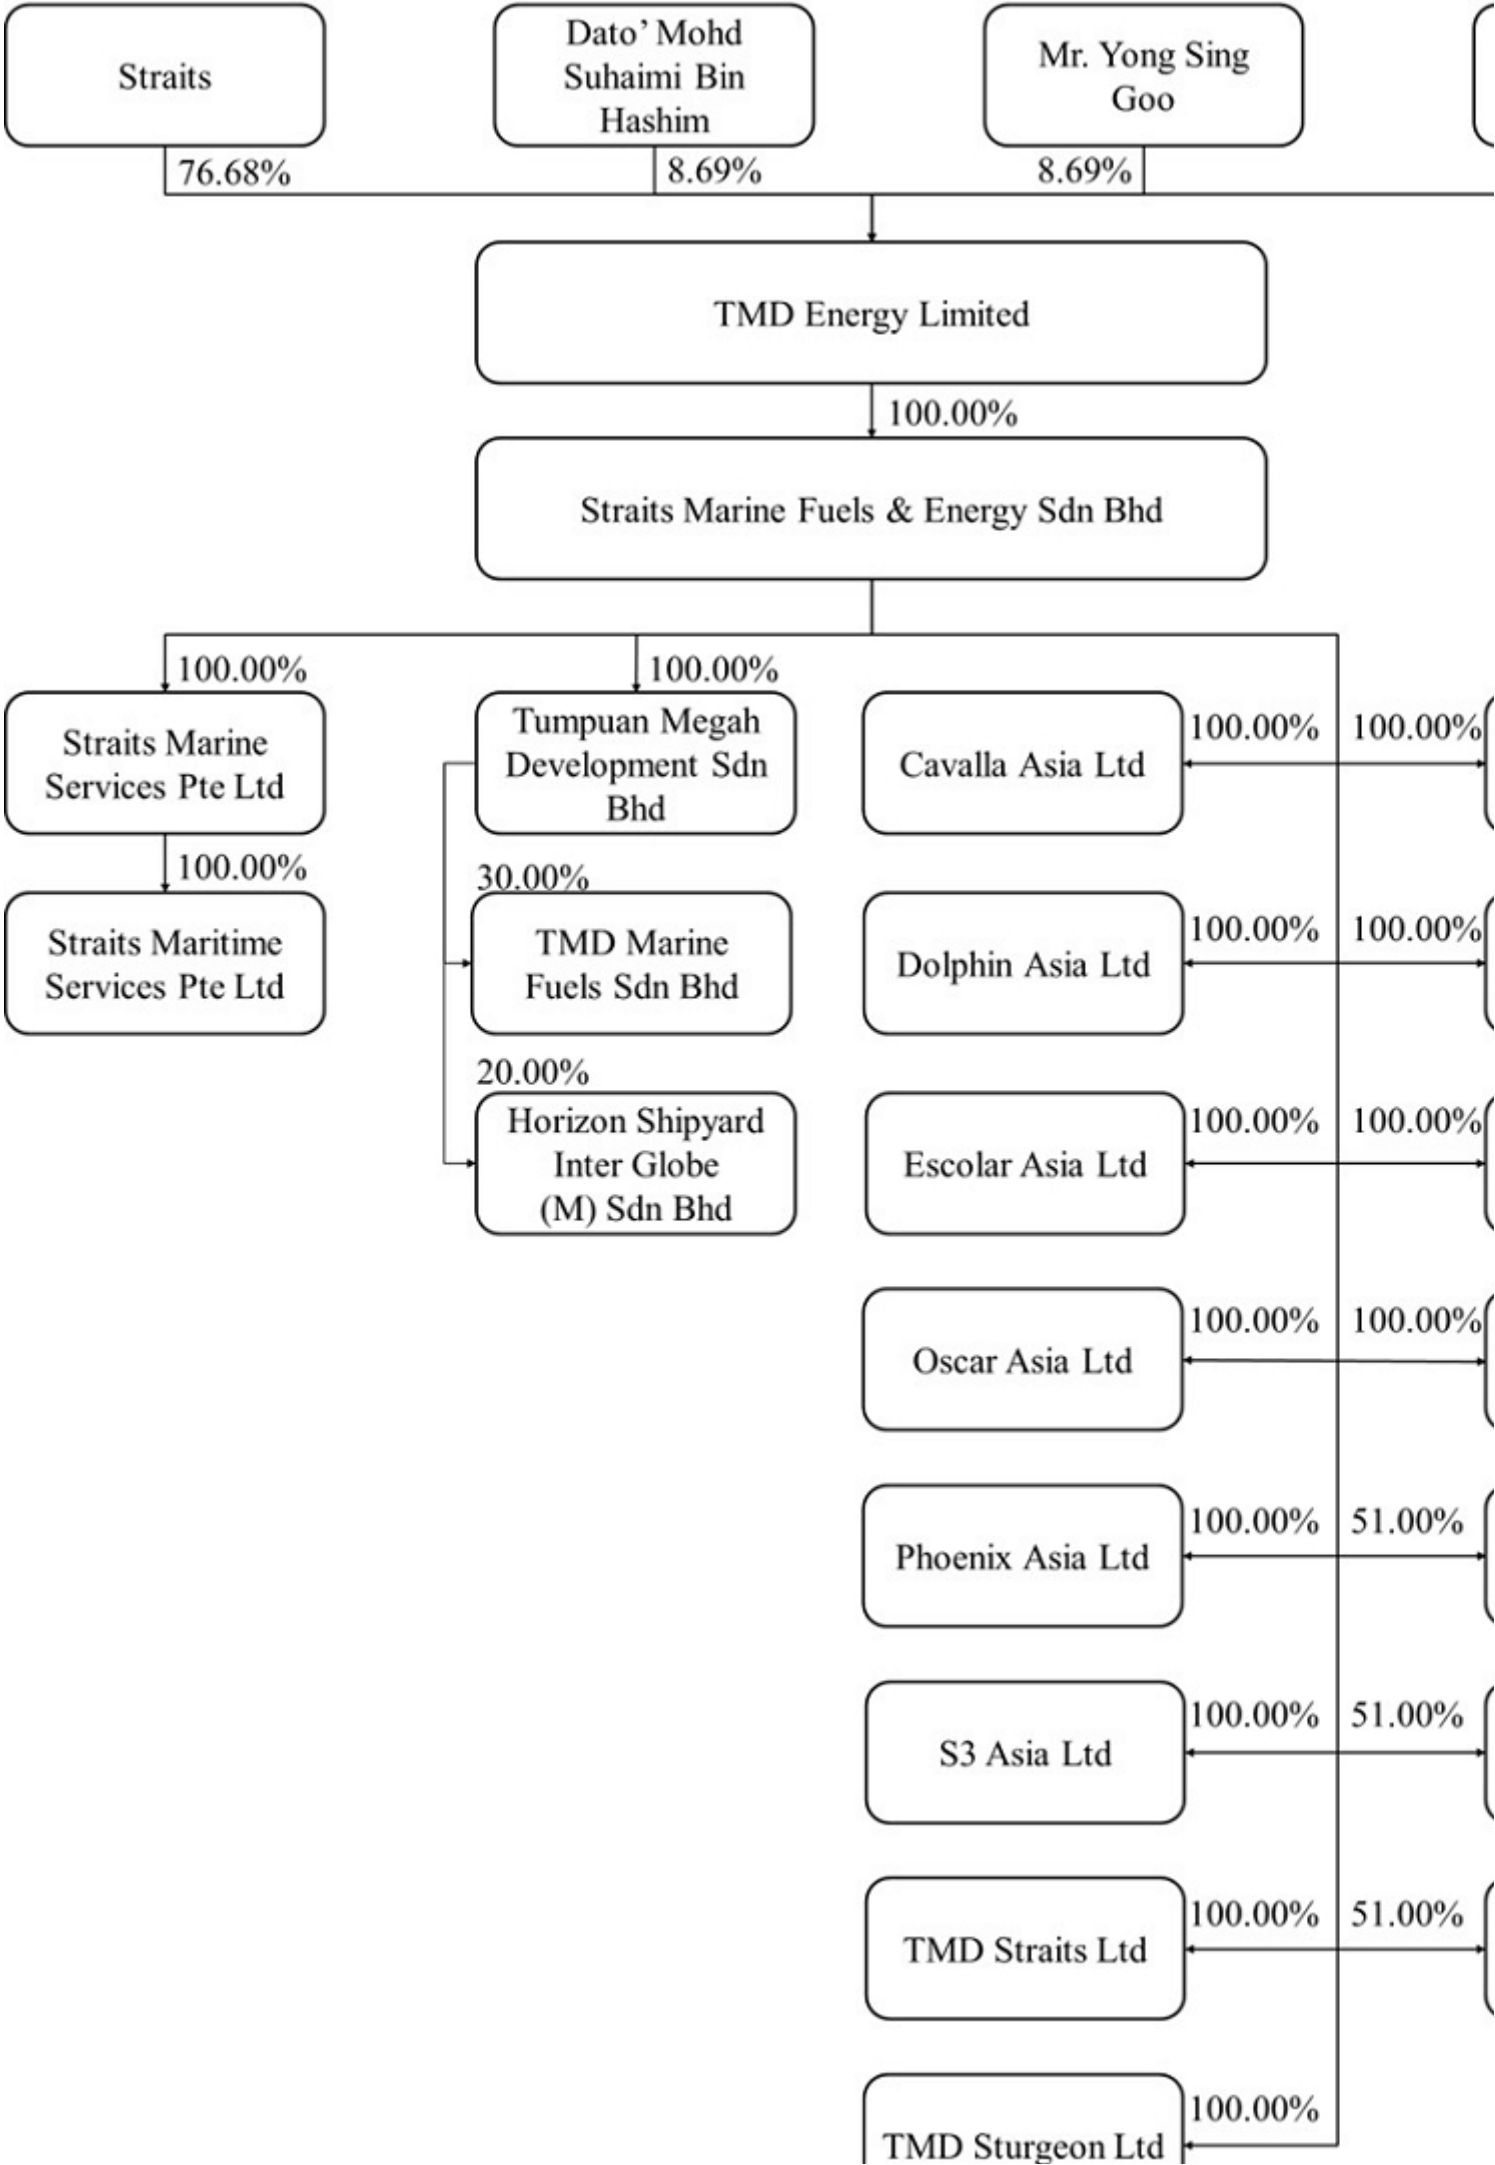 Straits
Dato’ Mohd
Suhaimi Bin
Hashim
Mr. Yong Sing
Goo
76.68%
8.69%
8.69%
TMD Energy Limited
100.00%
Straits Marine Fuels & Energy Sdn Bhd
100.00%
100.00%
Straits Marine
Services Pte Ltd
Tumpuan Megah
Development Sdn
Bhd
Cavalla Asia Ltd
100.00%
100.00%
100.00%
30.00%
Straits Maritime
Services Pte Ltd
TMD Marine
Fuels Sdn Bhd
Dolphin Asia Ltd
100.00%
100.00%
20.00%
Horizon Shipyard
Inter Globe
(M) Sdn Bhd
Escolar Asia Ltd
100.00%
100.00%
Oscar Asia Ltd
100.00%
100.00%
Phoenix Asia Ltd
100.00%
51.00%
S3 Asia Ltd
100.00%
51.00%
TMD Straits Ltd
100.00%
51.00%
TMD Sturgeon Ltd
100.00%